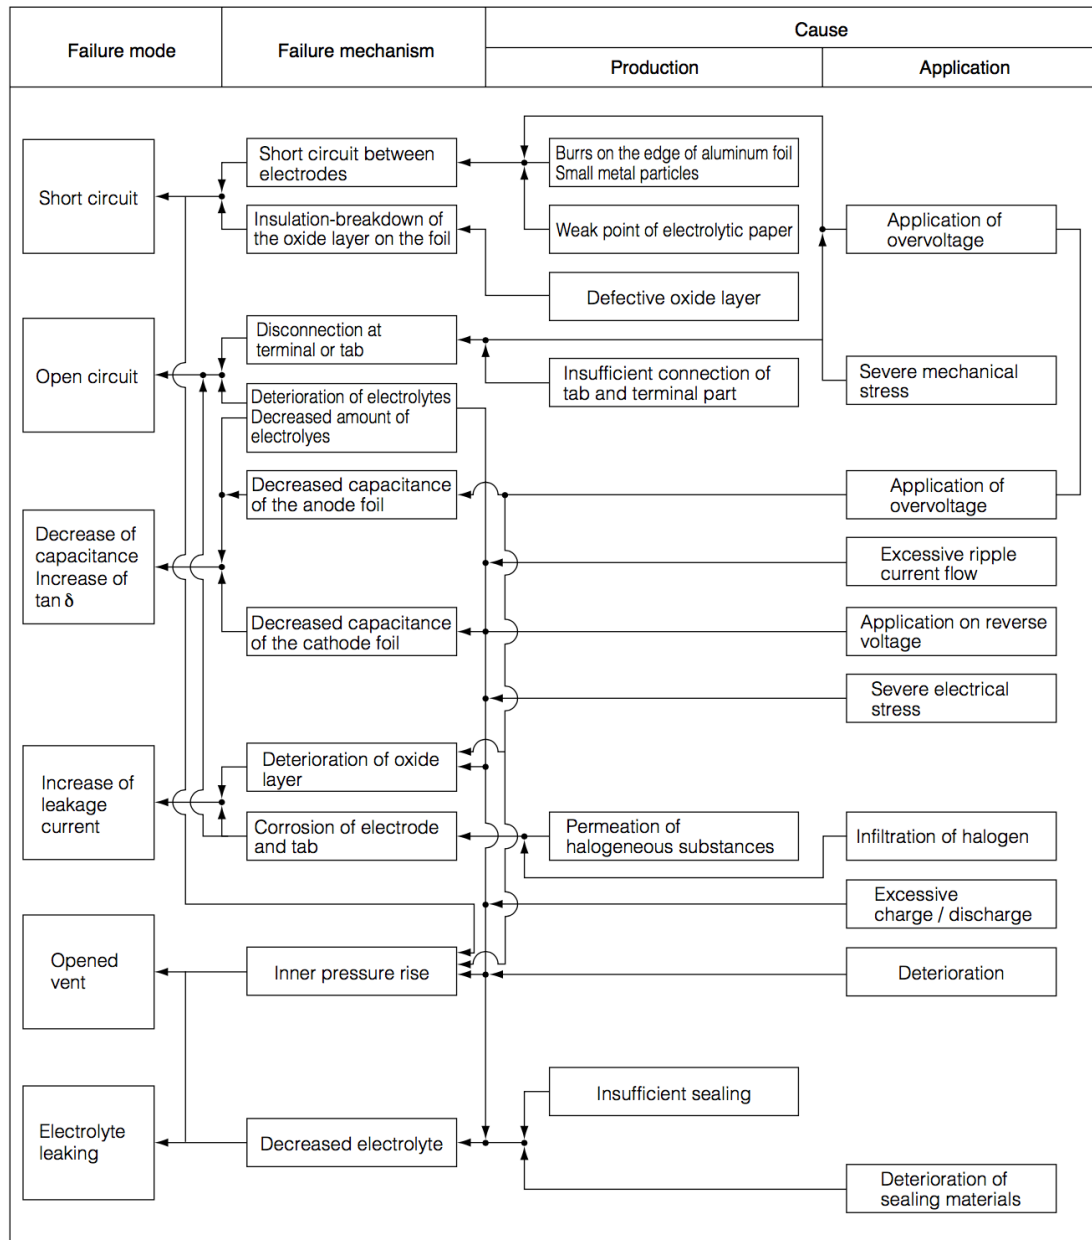 Failure mode
Failure mechanism
Cause
Production
Application
Short circuit
Short circuit between
electrodes
Burrs on the edge of aluminum foil
Small metal particles
Insulation-breakdown of
the oxide layer on the foil
Weak point of electrolytic paper
Application of
overvoltage
Defective oxide layer
Open circuit
Disconnection at
terminal or tab
Insufficient connection of
tab and terminal part
Severe mechanical
stress
Deterioration of electrolytes
Decreased amount of
electrolyes
Decreased capacitance
of the anode foil
Application of
overvoltage
Decrease of
capacitance
Increase of
tan δ
Excessive ripple
current flow
Decreased capacitance
of the cathode foil
Application on reverse
voltage
Severe electrical
stress
Increase of
leakage
current
Deterioration of oxide
layer
Corrosion of electrode
and tab
Permeation of
halogeneous substances
Infiltration of halogen
Excessive
charge / discharge
Opened
vent
Inner pressure rise
Deterioration
Insufficient sealing
Electrolyte
leaking
Decreased electrolyte
Deterioration of
sealing materials